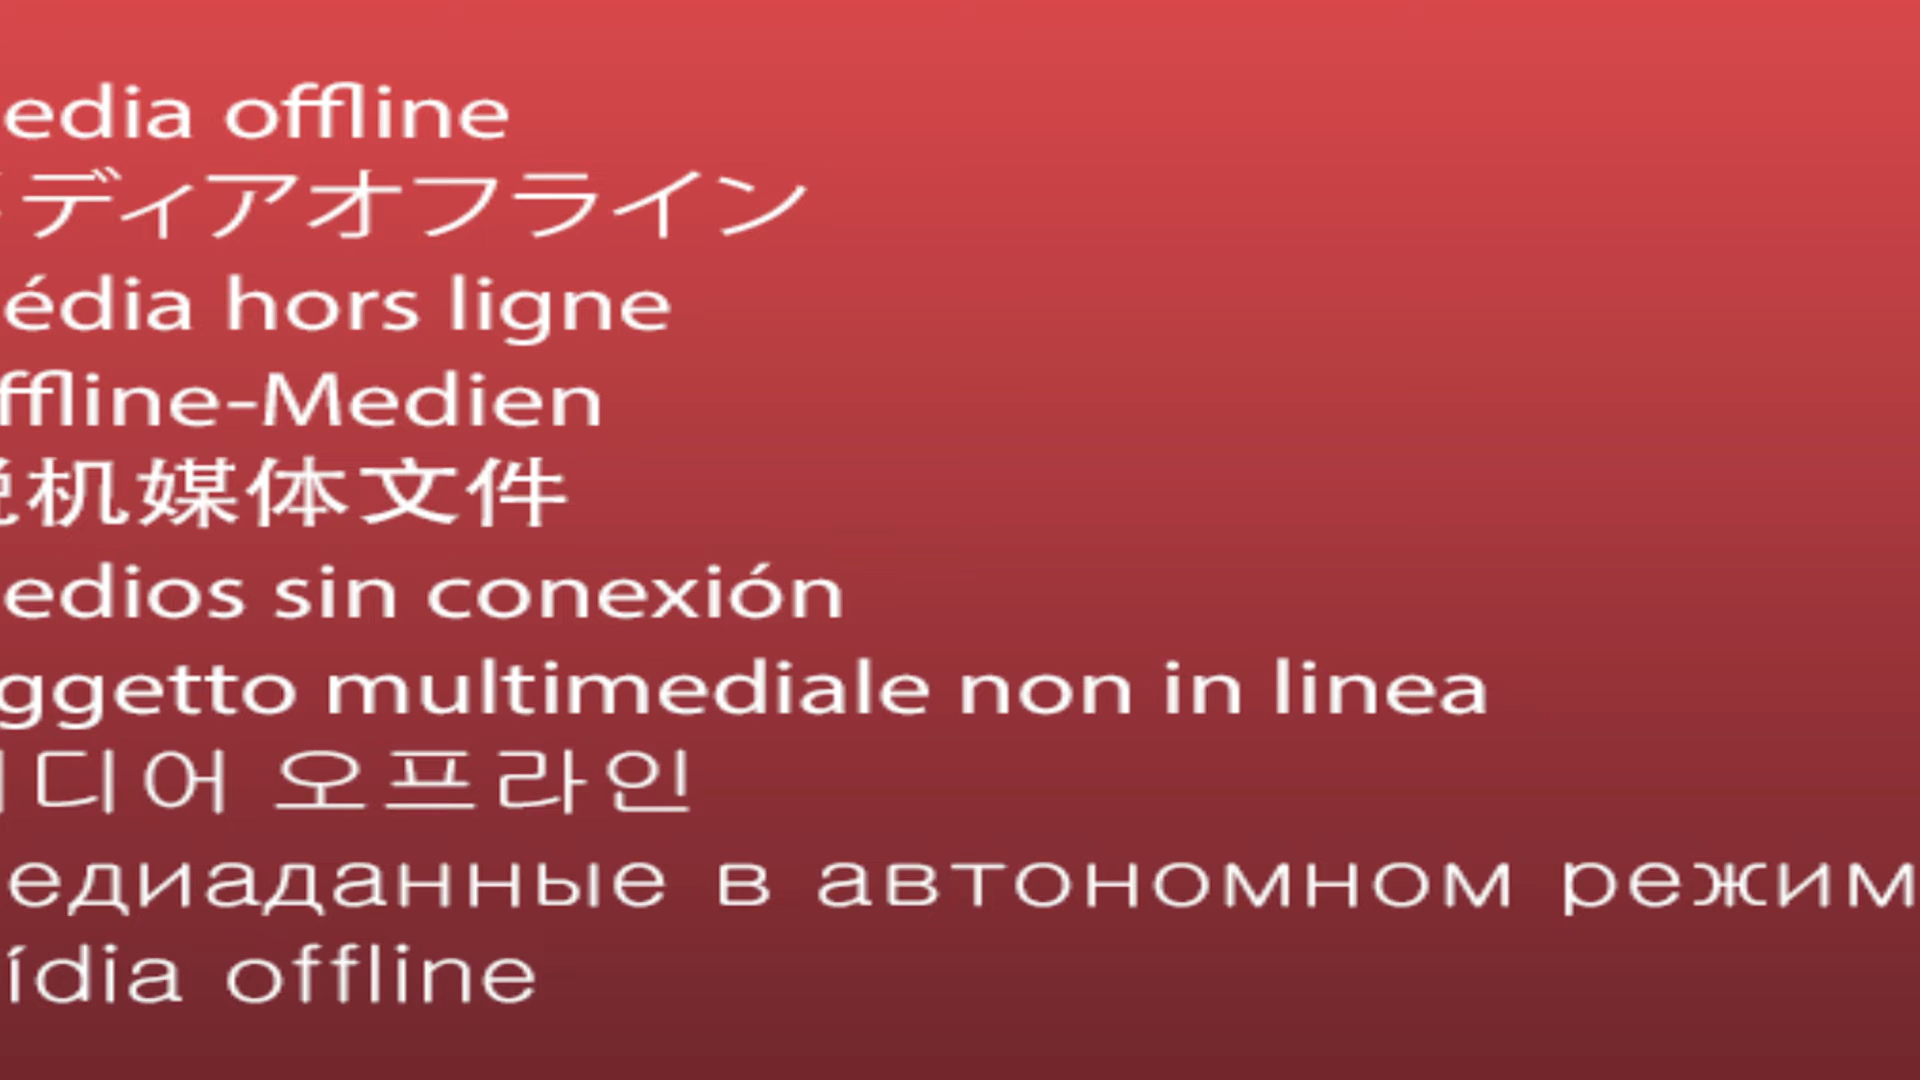 edia offline
メディアオフライン
édia hors ligne
ffline-Medien
脱机媒体文件
edios sin conexión
ggetto multimediale non in linea
디어 오프라인
едиаданные в автономном режим
ídia offline